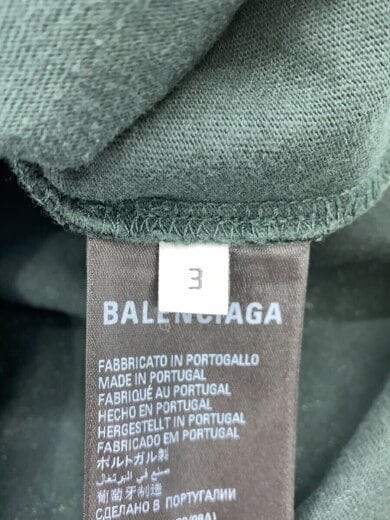 3
BALENCIAGA
FABBRICATO IN PORTOGALLO
MADE IN PORTUGAL
FABRIQUÉ AU PORTUGAL
HECHO EN PORTUGAL
HERGESTELLT IN PORTUGAL
FABRICADO EM PORTUGAL
ポルトガル製
صنع في البرتغال
葡萄牙制造
СДЕЛАНО В ПОРТУГАЛИИ